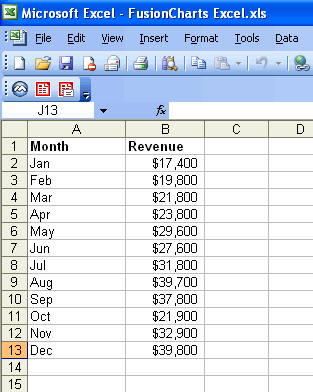 Microsoft Excel - FusionCharts Excel.xls
File Edit View Insert Format Tools Data
J13 fx
A B C D
1 Month Revenue
2 Jan $17,400
3 Feb $19,800
4 Mar $21,800
5 Apr $23,800
6 May $29,600
7 Jun $27,600
8 Jul $31,800
9 Aug $39,700
10 Sep $37,800
11 Oct $21,900
12 Nov $32,900
13 Dec $39,800
14
15